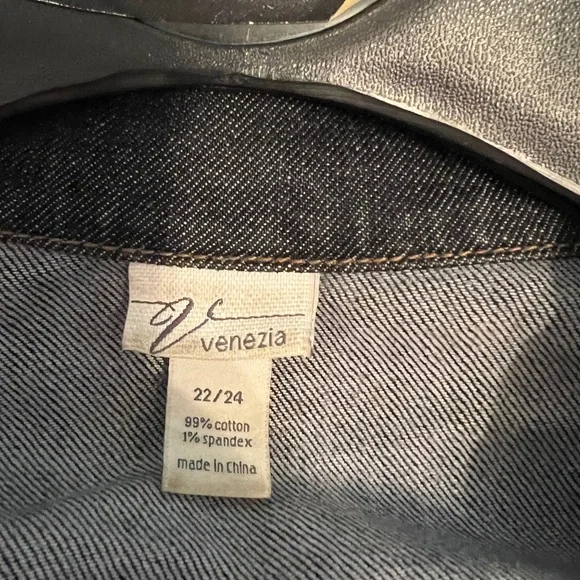 venezia
22/24
99% cotton
1% spandex
made in China